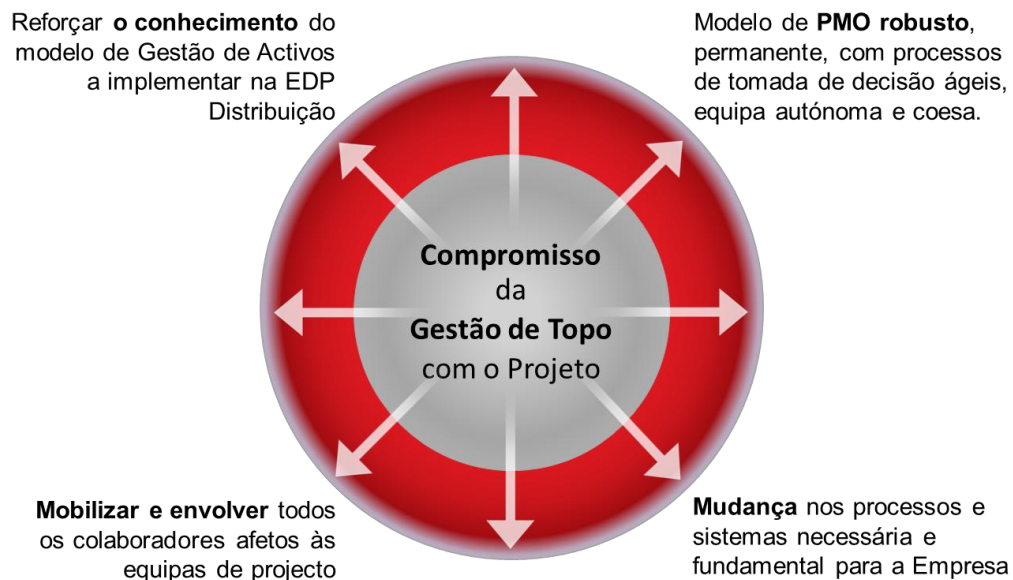 Reforçar o conhecimento do
modelo de Gestão de Activos
a implementar na EDP
Distribuição
Modelo de PMO robusto,
permanente, com processos
de tomada de decisão ágeis,
equipa autónoma e coesa.
Compromisso
da
Gestão de Topo
com o Projeto
Mobilizar e envolver todos
os colaboradores afetos às
equipas de projecto
Mudança nos processos e
sistemas necessária e
fundamental para a Empresa